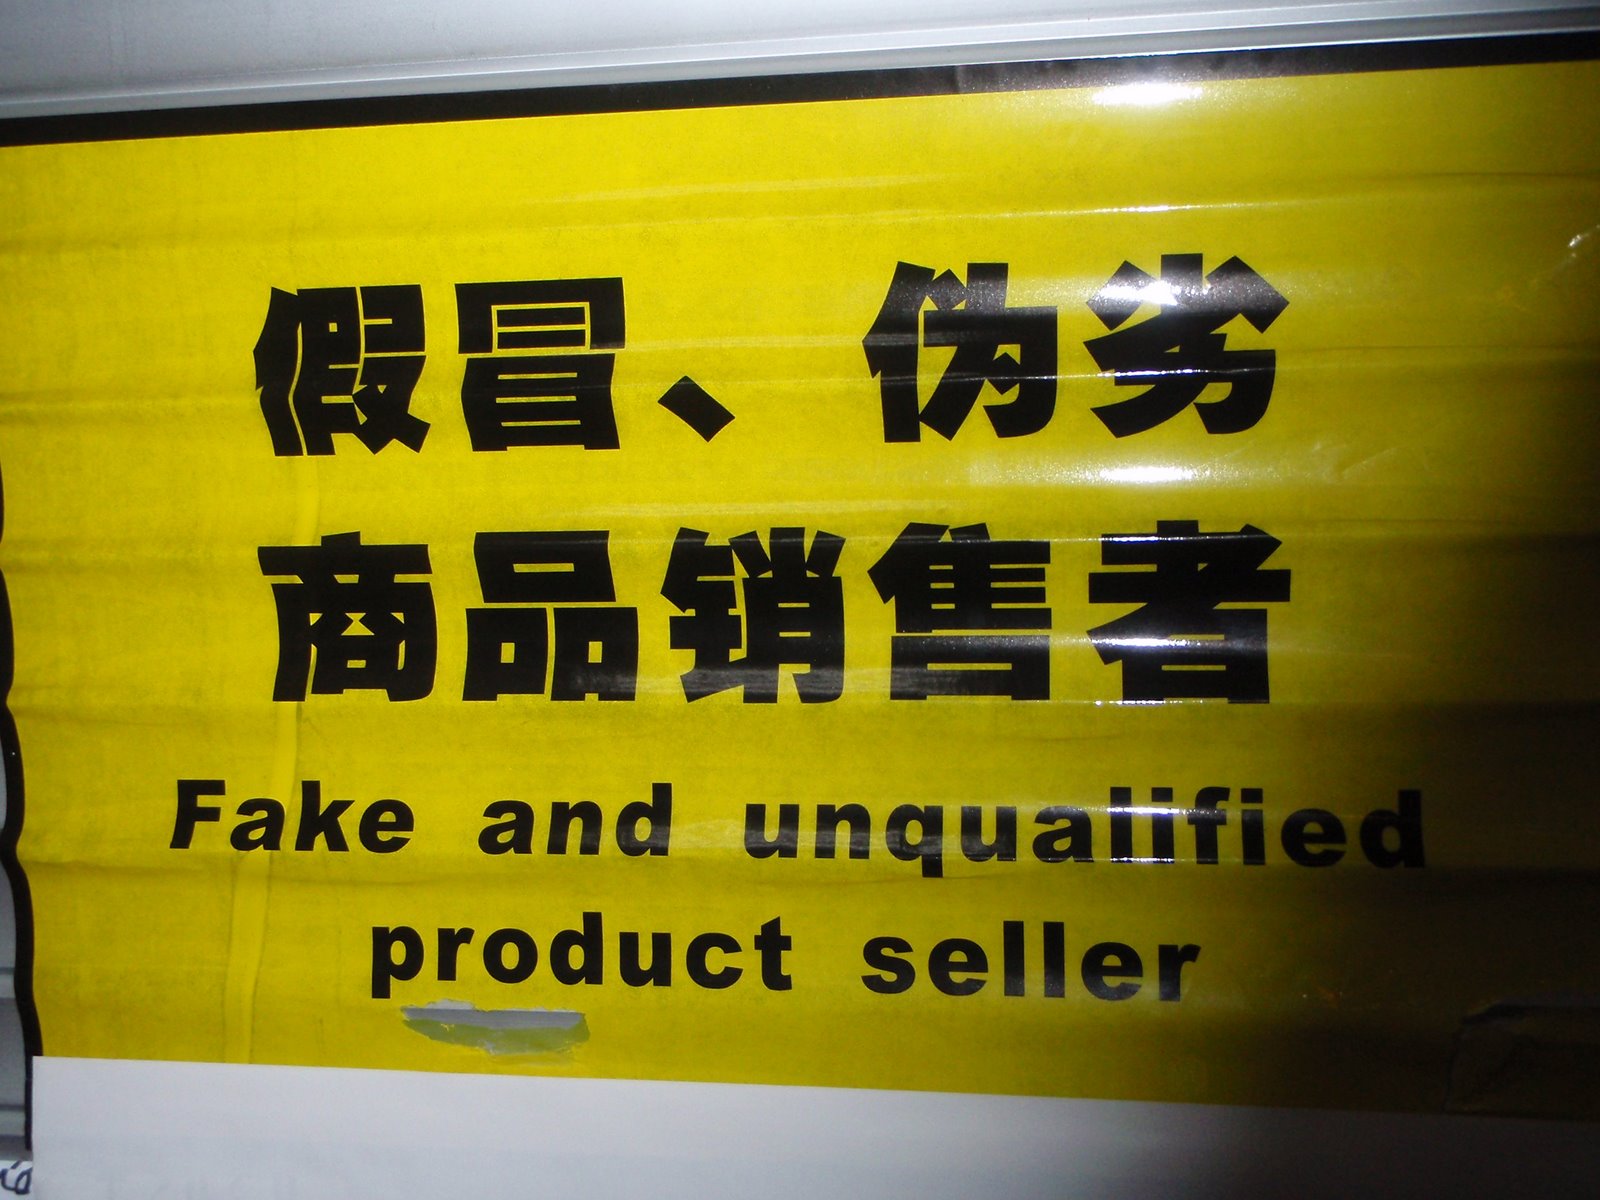 假冒、伪劣
商品销售者
Fake and unqualified
product seller